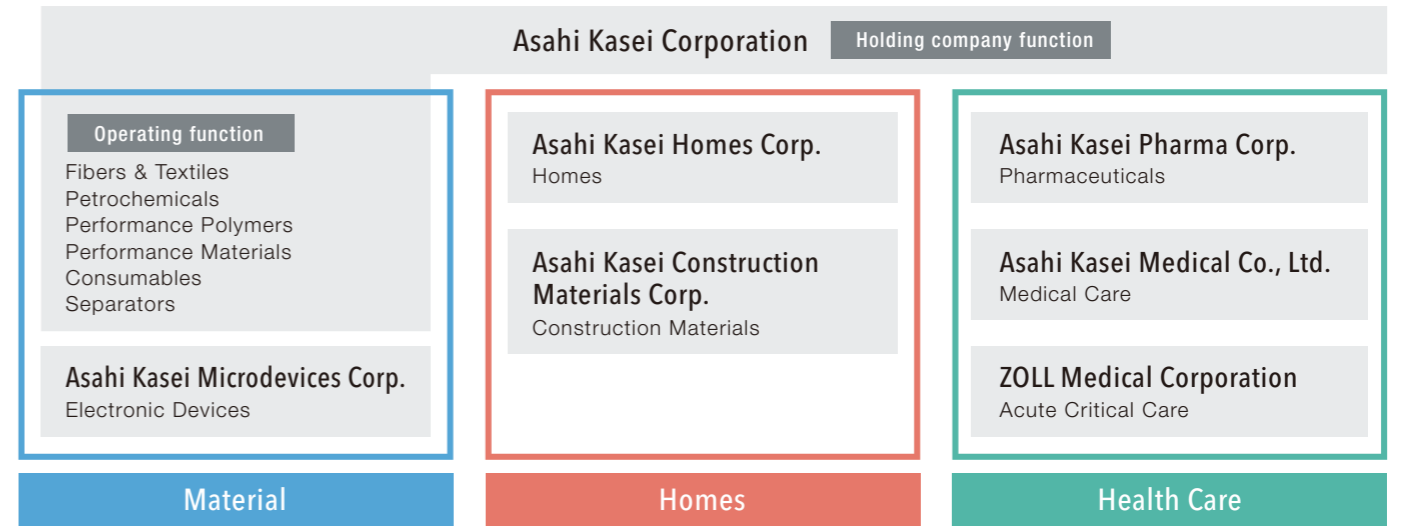 Asahi Kasei Corporation
Holding company function
Operating function
Fibers & Textiles
Petrochemicals
Performance Polymers
Performance Materials
Consumables
Separators
Asahi Kasei Microdevices Corp.
Electronic Devices
Material
Asahi Kasei Homes Corp.
Homes
Asahi Kasei Construction
Materials Corp.
Construction Materials
Homes
Asahi Kasei Pharma Corp.
Pharmaceuticals
Asahi Kasei Medical Co., Ltd.
Medical Care
ZOLL Medical Corporation
Acute Critical Care
Health Care